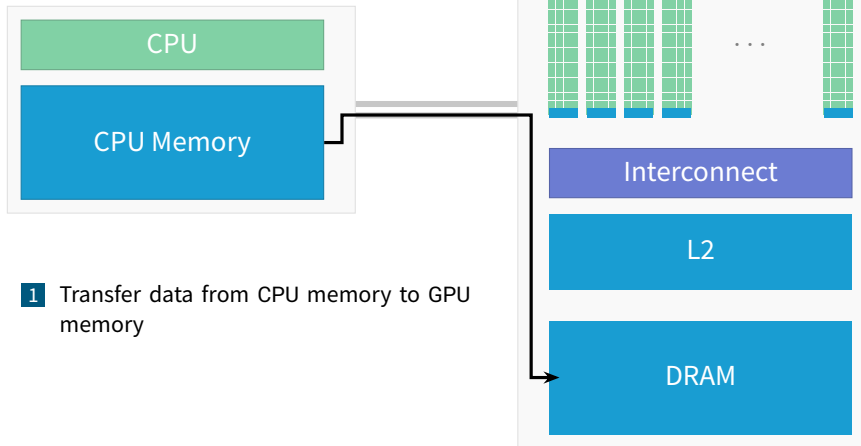 CPU
CPU Memory
. . .
Interconnect
L2
DRAM
1 Transfer data from CPU memory to GPU
memory